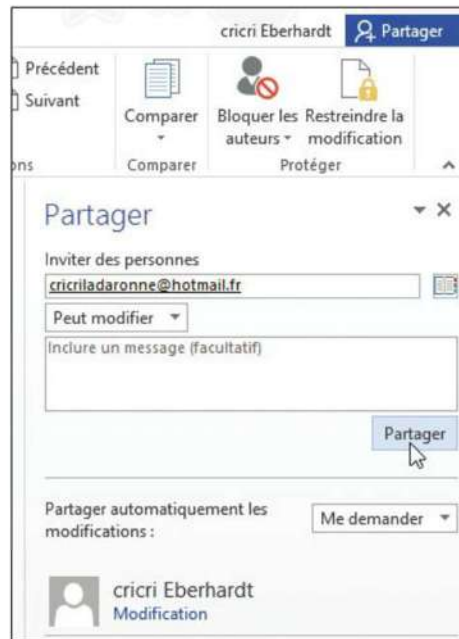 cricri Eberhardt Partager
Précédent
Suivant
Comparer
Bloquer les auteurs
Restreindre la modification
ons Comparer Protéger
Partager
Inviter des personnes
cricriladaronne@hotmail.fr
Peut modifier
Inclure un message (facultatif)
Partager
Partager automatiquement les
modifications :
Me demander
cricri Eberhardt
Modification